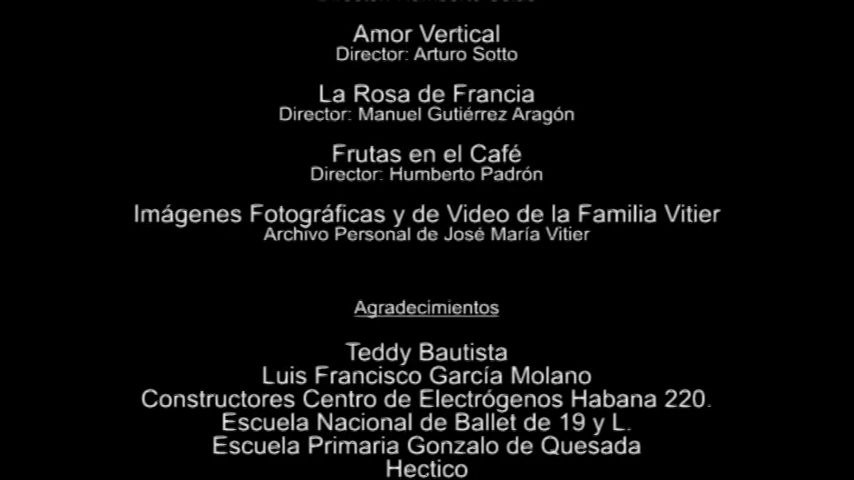 Amor Vertical
Director: Arturo Sotto
La Rosa de Francia
Director: Manuel Gutiérrez Aragón
Frutas en el Café
Director: Humberto Padrón
Imágenes Fotográficas y de Video de la Familia Vitier
Archivo Personal de José María Vitier
Agradecimientos
Teddy Bautista
Luis Francisco García Molano
Constructores Centro de Electrógenos Habana 220.
Escuela Nacional de Ballet de 19 y L.
Escuela Primaria Gonzalo de Quesada
Hectico